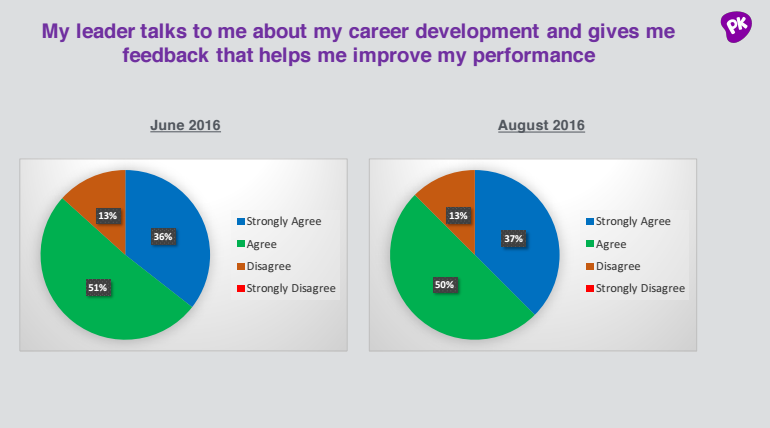 My leader talks to me about my career development and gives me
feedback that helps me improve my performance
PK
June 2016
August 2016
13%
36%
51%
Strongly Agree
Agree
Disagree
Strongly Disagree
13%
37%
50%
Strongly Agree
Agree
Disagree
Strongly Disagree